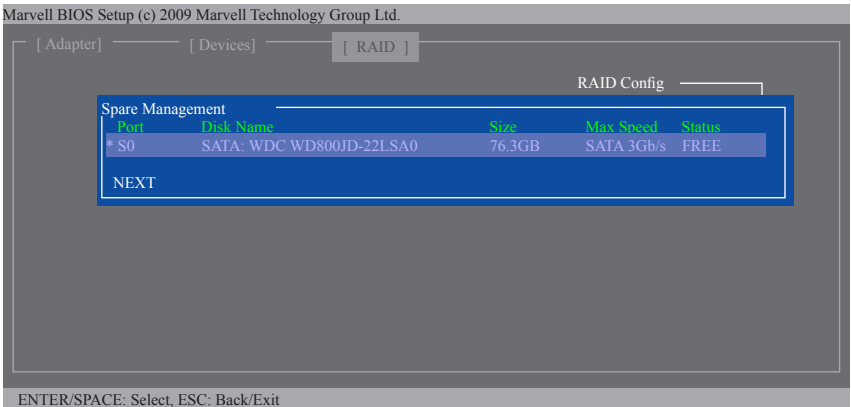 Marvell BIOS Setup (c) 2009 Marvell Technology Group Ltd.
[ Adapter] [ Devices] [ RAID ]
RAID Config
Spare Management
Port Disk Name Size Max Speed Status
* S0 SATA: WDC WD800JD-22LSA0 76.3GB SATA 3Gb/s FREE
NEXT
ENTER/SPACE: Select, ESC: Back/Exit